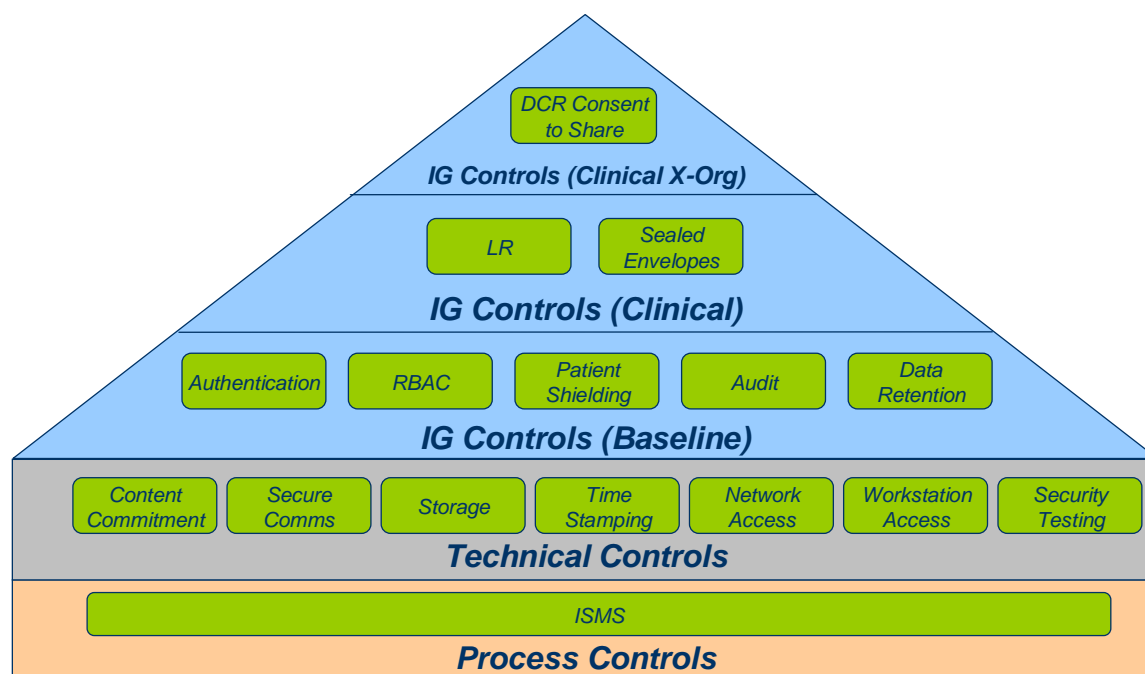 DCR Consent
to Share
IG Controls (Clinical X-Org)
LR
Sealed
Envelopes
IG Controls (Clinical)
Authentication
RBAC
Patient
Shielding
Audit
Data
Retention
IG Controls (Baseline)
Content
Commitment
Secure
Comms
Storage
Time
Stamping
Network
Access
Workstation
Access
Security
Testing
Technical Controls
ISMS
Process Controls